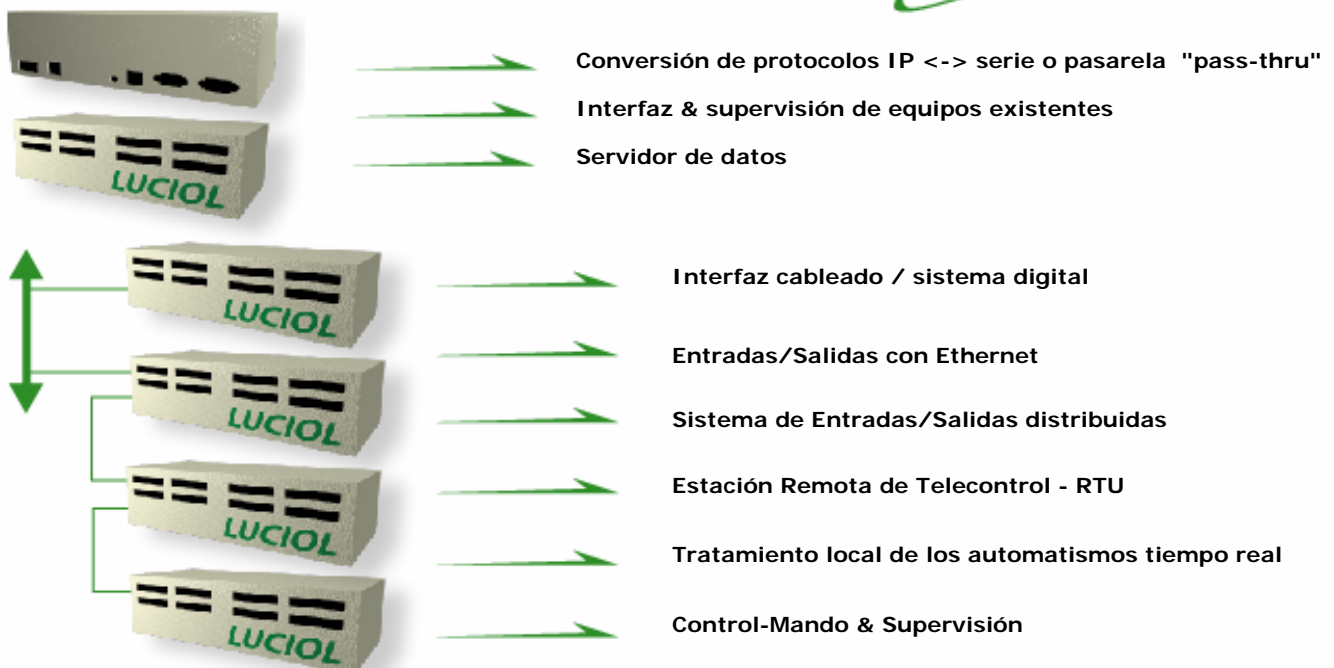 Conversión de protocolos IP <-> serie o pasarela "pass-thru"
Interfaz & supervisión de equipos existentes
Servidor de datos
LUCIOL
Interfaz cableado / sistema digital
LUCIOL
Entradas/Salidas con Ethernet
LUCIOL
Sistema de Entradas/Salidas distribuidas
Estación Remota de Telecontrol - RTU
LUCIOL
Tratamiento local de los automatismos tiempo real
Control-Mando & Supervisión
LUCIOL